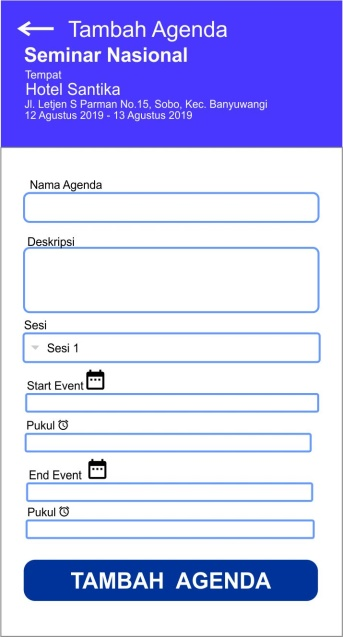 Tambah Agenda
Seminar Nasional
Tempat
Hotel Santika
Jl. Letjen S Parman No.15, Sobo, Kec. Banyuwangi
12 Agustus 2019 - 13 Agustus 2019
Nama Agenda
Deskripsi
Sesi
Sesi 1
Start Event
Pukul
End Event
Pukul
TAMBAH AGENDA